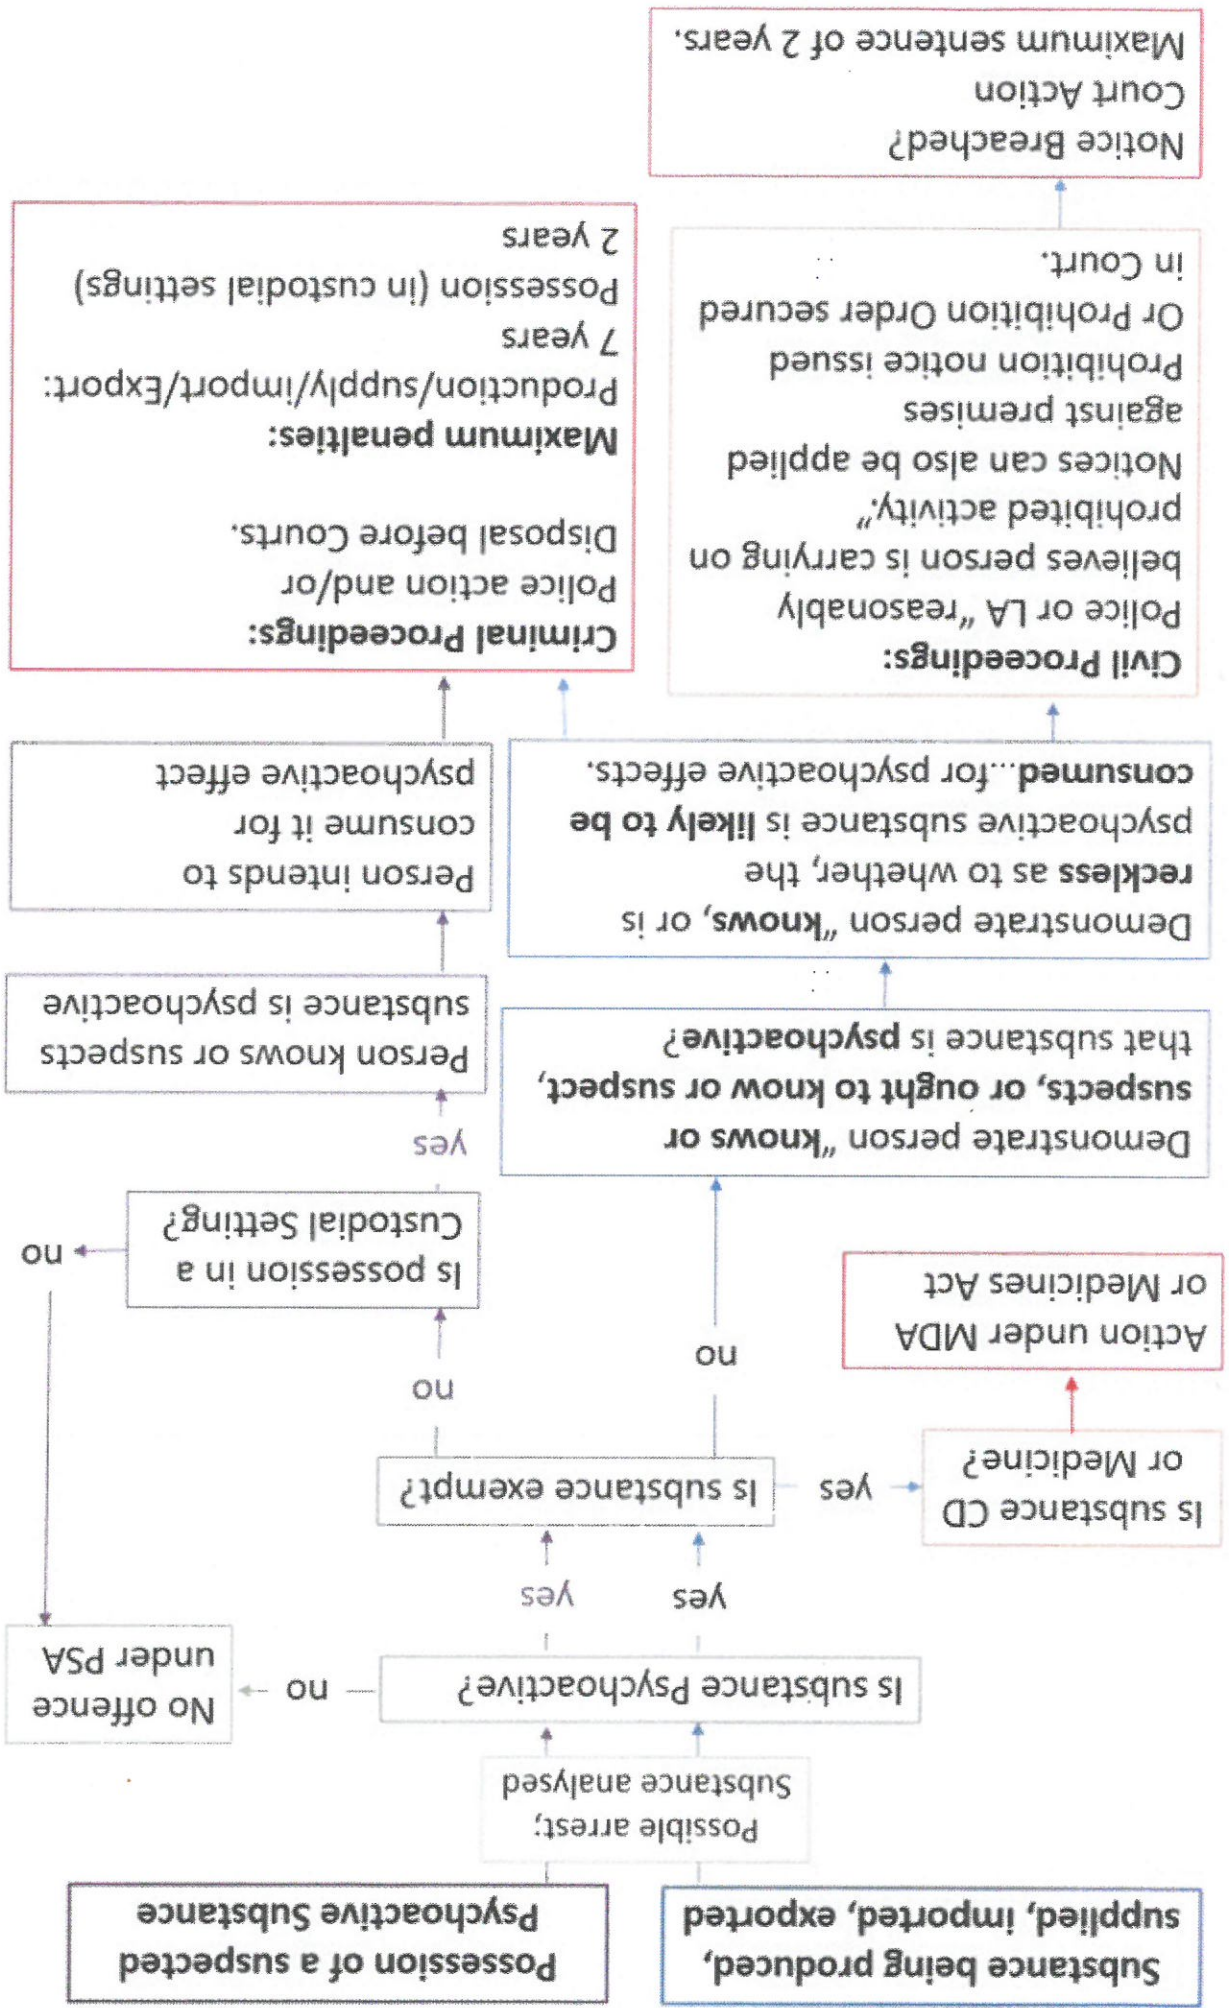 Substance being produced,
supplied, imported, exported
Possession of a suspected
Psychoactive Substance
Possible arrest;
Substance analysed
Is substance Psychoactive?
no
No offence
under PSA
yes
yes
Is substance exempt?
yes
Is substance CD
or Medicine?
Action under MDA
or Medicines Act
no
no
Is possession in a
Custodial Setting?
no
yes
Demonstrate person "knows or
suspects, or ought to know or suspect,
that substance is psychoactive?
Person knows or suspects
substance is psychoactive
Demonstrate person "knows, or is
reckless as to whether, the
psychoactive substance is likely to be
consumed...for psychoactive effects.
Person intends to
consume it for
psychoactive effect
Civil Proceedings:
Police or LA "reasonably
believes person is carrying on
prohibited activity."
Notices can also be applied
against premises
Prohibition notice issued
Or Prohibition Order secured
in Court.
Criminal Proceedings:
Police action and/or
Disposal before Courts.
Maximum penalties:
Production/supply/import/Export:
7 years
Possession (in custodial settings)
2 years
Notice Breached?
Court Action
Maximum sentence of 2 years.